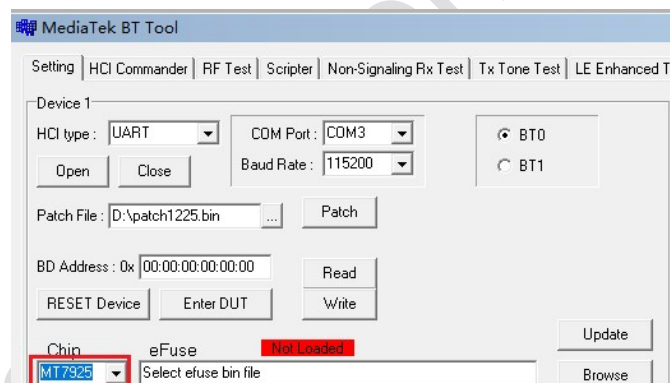 MediaTek BT Tool
Setting HCI Commander RF Test Scripter Non-Signaling Rx Test Tx Tone Test LE Enhanced T
Device 1
HCI type : UART COM Port : COM3 BT0
Open Close Baud Rate : 115200 BT1
Patch File : D:\patch1225.bin ... Patch
BD Address : 0x 00:00:00:00:00:00 Read
RESET Device Enter DUT Write
Update
Chip eFuse Not Loaded
MT7925 Select efuse bin file Browse